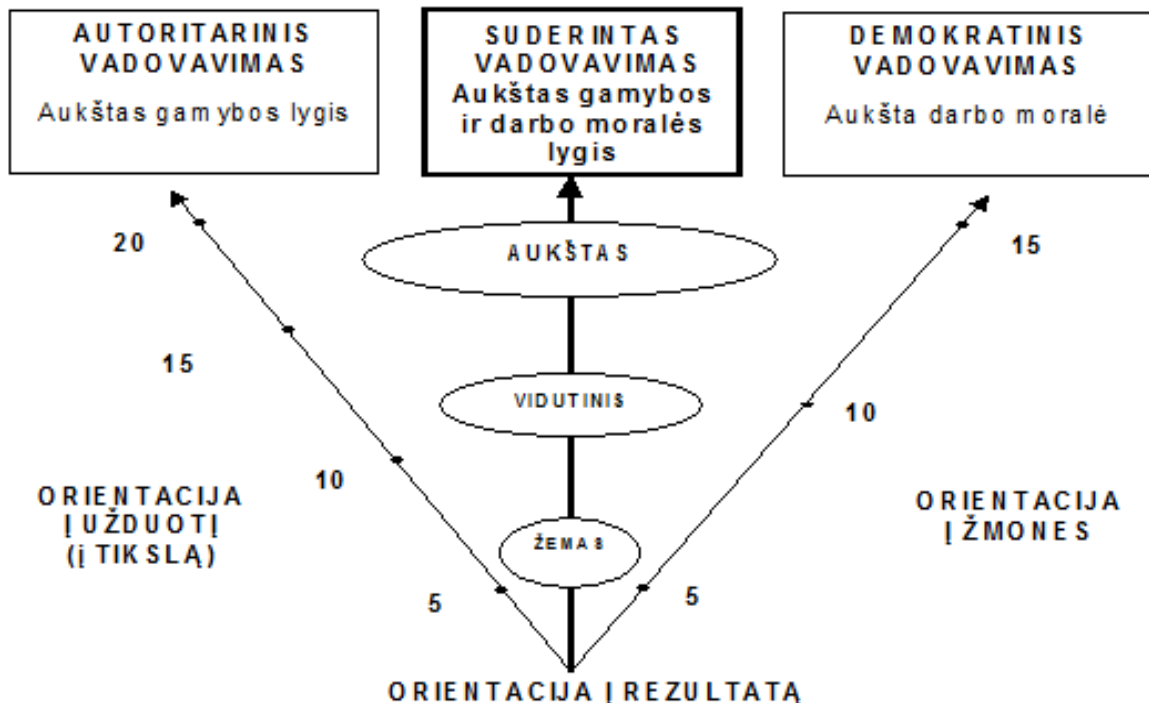 AUTORITARINIS
VADOVAVIMAS
Aukštas gamybos lygis
SUDERINTAS
VADOVAVIMAS
Aukštas gamybos
ir darbo moralės
lygis
DEMOKRATINIS
VADOVAVIMAS
Aukšta darbo moralė
20
AUKŠTAS
15
15
VIDUTINIS
10
10
ORIENTACIJA
Į UŽDUOTĮ
(į TIKSLĄ)
ORIENTACIJA
Į ŽMONES
ŽEMAS
5
5
ORIENTACIJA Į REZULTATĄ